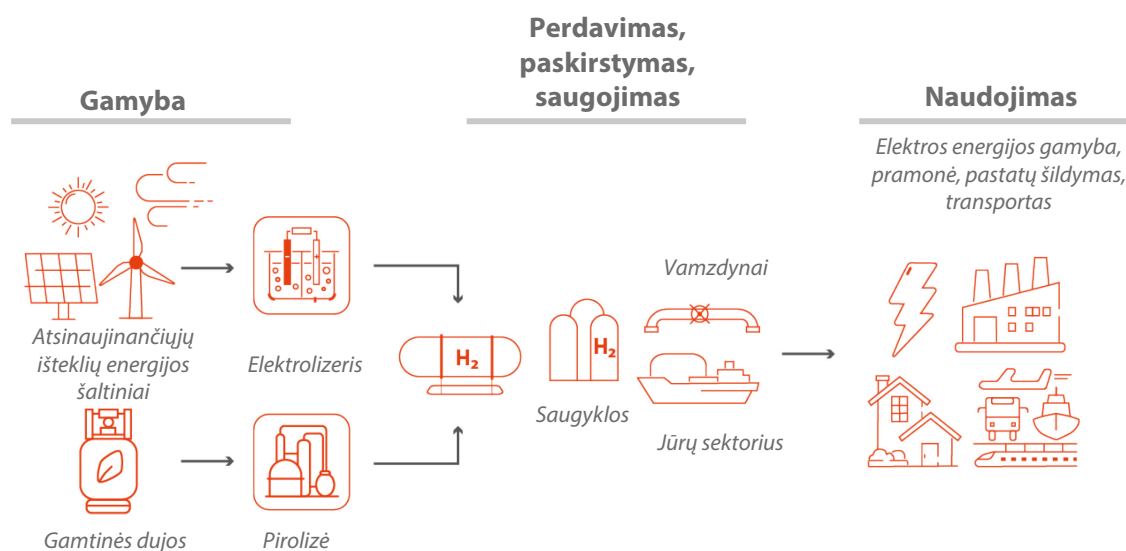 Gamyba
Perdavimas,
paskirstymas,
saugojimas
Naudojimas
Elektros energijos gamyba,
pramonė, pastatų šildymas,
transportas
Atsinaujinančiųjų
išteklių energijos
šaltiniai
Elektrolizeris
H₂
H₂
Saugyklos
Vamzdynai
Jūrų sektorius
Gamtinės dujos
Pirolizė